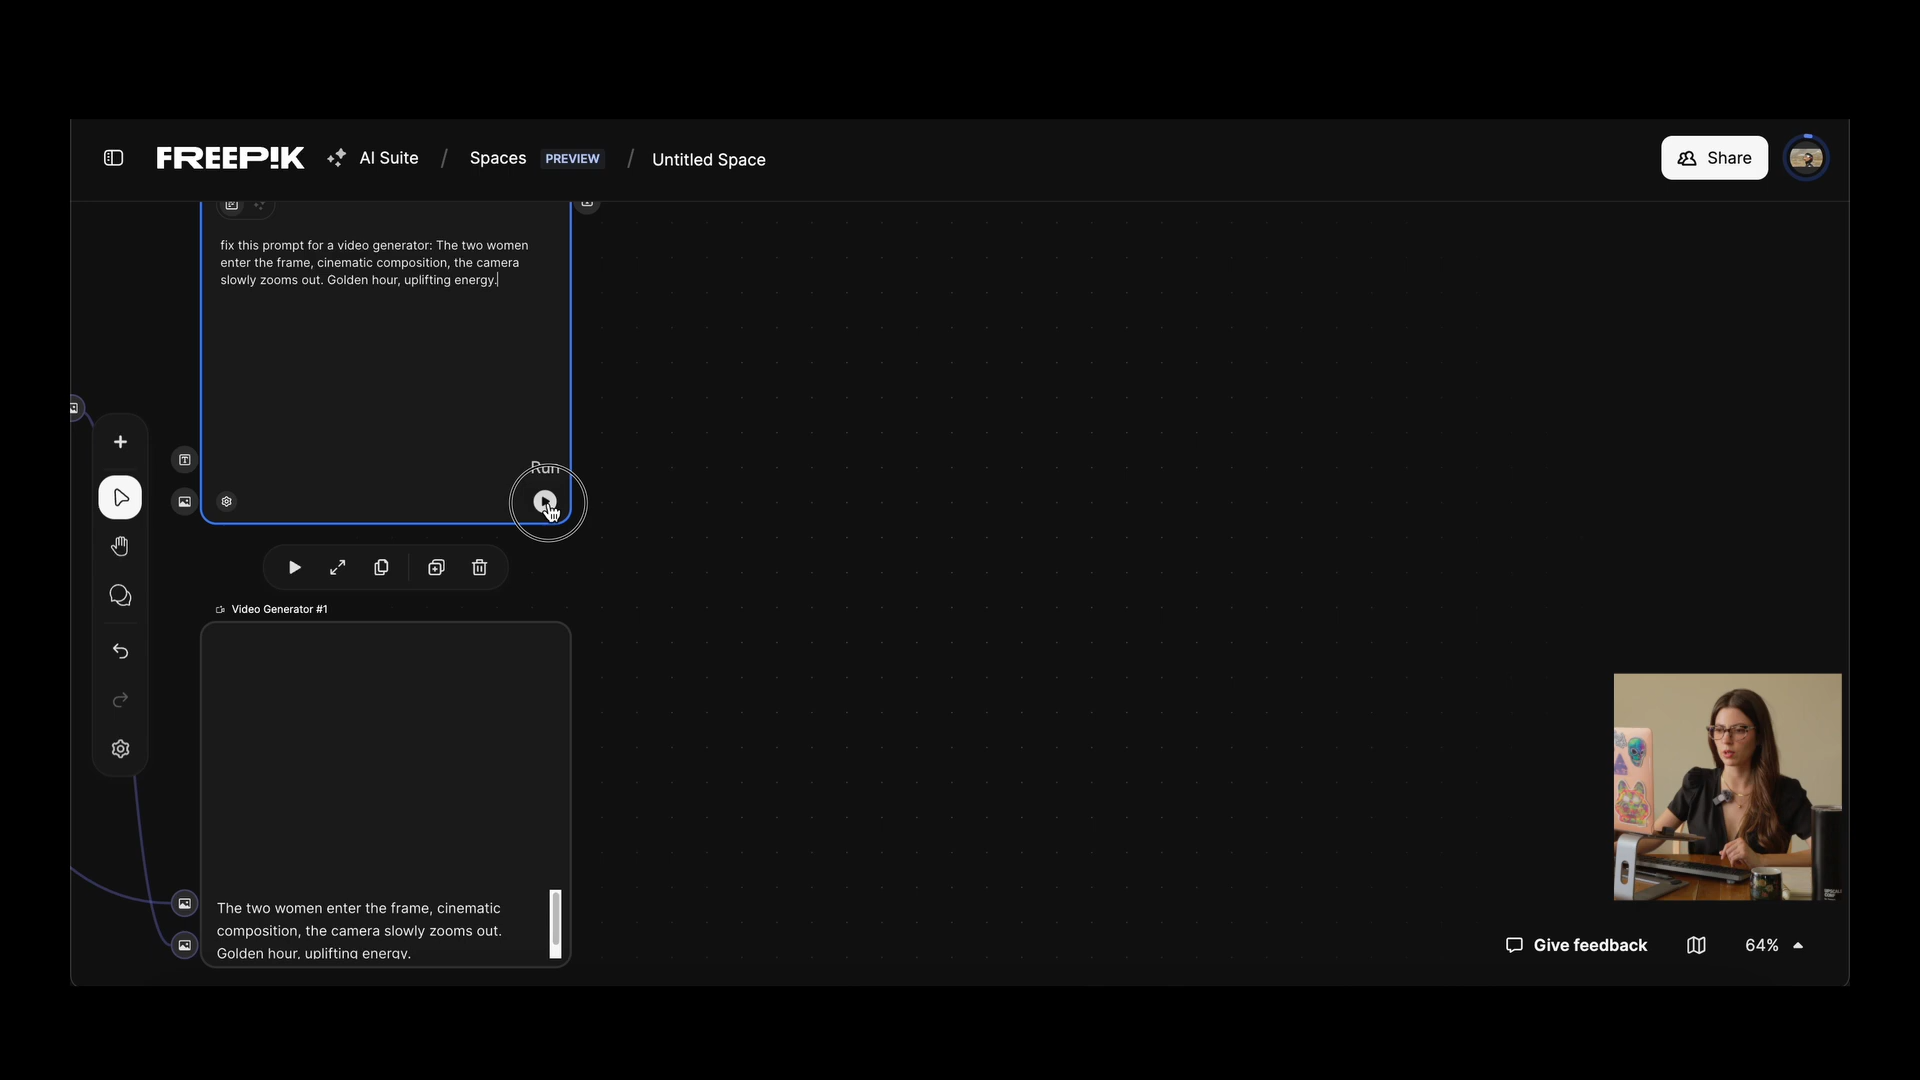 FREEP!K AI Suite / Spaces PREVIEW / Untitled Space
Share
fix this prompt for a video generator: The two women
enter the frame, cinematic composition, the camera
slowly zooms out. Golden hour, uplifting energy.
Run
Video Generator #1
The two women enter the frame, cinematic
composition, the camera slowly zooms out.
Golden hour, uplifting energy.
Give feedback
64%